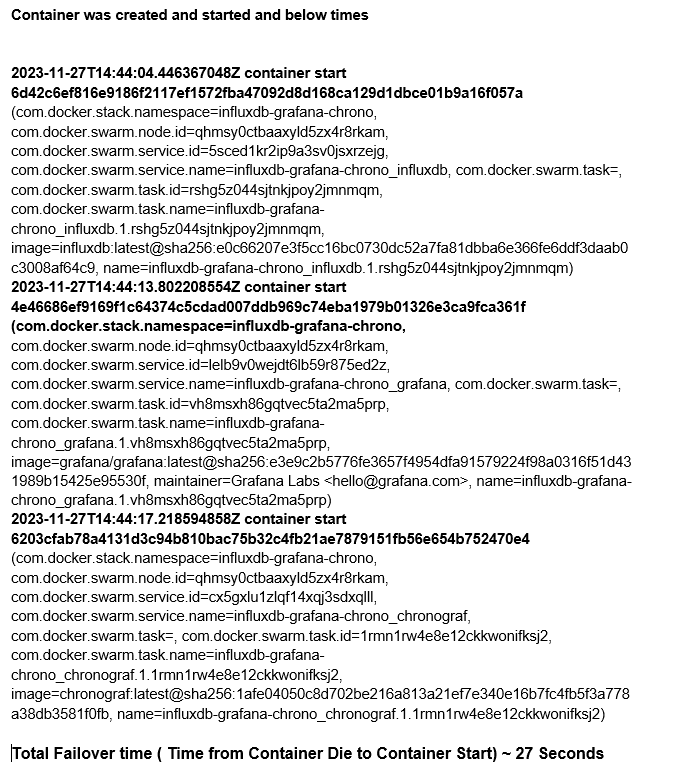 Container was created and started and below times
2023-11-27T14:44:04.446367048Z container start
6d42c6ef816e9186f2117ef1572fba47092d8d168ca129d1dbce01b9a16f057a
(com.docker.stack.namespace=influxdb-grafana-chrono,
com.docker.swarm.node.id=qhmsy0ctbaaxyld5zx4r8rkam,
com.docker.swarm.service.id=5sced1kr2ip9a3sv0jsxrzejg,
com.docker.swarm.service.name=influxdb-grafana-chrono_influxdb, com.docker.swarm.task=,
com.docker.swarm.task.id=rshg5z044sjtnkjpoy2jmnmqm,
com.docker.swarm.task.name=influxdb-grafana-
chrono_influxdb.1.rshg5z044sjtnkjpoy2jmnmqm,
image=influxdb:latest@sha256:e0c66207e3f5cc16bc0730dc52a7fa81dbba6e366fe6ddf3daab0
c3008af64c9, name=influxdb-grafana-chrono_influxdb.1.rshg5z044sjtnkjpoy2jmnmqm)
2023-11-27T14:44:13.802208554Z container start
4e46686ef9169f1c64374c5cdad007ddb969c74eba1979b01326e3ca9fca361f
(com.docker.stack.namespace=influxdb-grafana-chrono,
com.docker.swarm.node.id=qhmsy0ctbaaxyld5zx4r8rkam,
com.docker.swarm.service.id=lelb9v0wejdt6lb59r875ed2z,
com.docker.swarm.service.name=influxdb-grafana-chrono_grafana, com.docker.swarm.task=,
com.docker.swarm.task.id=vh8msxh86gqtvec5ta2ma5prp,
com.docker.swarm.task.name=influxdb-grafana-
chrono_grafana.1.vh8msxh86gqtvec5ta2ma5prp,
image=grafana/grafana:latest@sha256:e3e9c2b5776fe3657f4954dfa91579224f98a0316f51d43
1989b15425e95530f, maintainer=Grafana Labs <hello@grafana.com>, name=influxdb-grafana-
chrono_grafana.1.vh8msxh86gqtvec5ta2ma5prp)
2023-11-27T14:44:17.218594858Z container start
6203cfab78a4131d3c94b810bac75b32c4fb21ae7879151fb56e654b752470e4
(com.docker.stack.namespace=influxdb-grafana-chrono,
com.docker.swarm.node.id=qhmsy0ctbaaxyld5zx4r8rkam,
com.docker.swarm.service.id=cx5gxlu1zlqf14xqj3sdxqlll,
com.docker.swarm.service.name=influxdb-grafana-chrono_chronograf,
com.docker.swarm.task=, com.docker.swarm.task.id=1rmn1rw4e8e12ckkwonifksj2,
com.docker.swarm.task.name=influxdb-grafana-
chrono_chronograf.1.1rmn1rw4e8e12ckkwonifksj2,
image=chronograf:latest@sha256:1afe04050c8d702be216a813a21ef7e340e16b7fc4fb5f3a778
a38db3581f0fb, name=influxdb-grafana-chrono_chronograf.1.1rmn1rw4e8e12ckkwonifksj2)
Total Failover time ( Time from Container Die to Container Start) ~ 27 Seconds